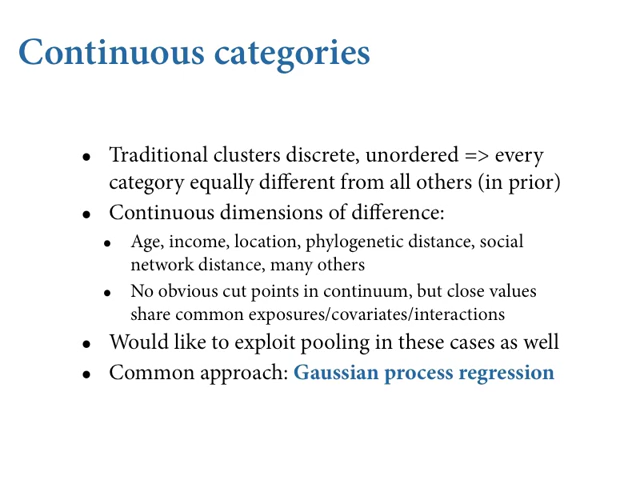 Continuous categories
• Traditional clusters discrete, unordered => every
category equally different from all others (in prior)
• Continuous dimensions of difference:
• Age, income, location, phylogenetic distance, social
network distance, many others
• No obvious cut points in continuum, but close values
share common exposures/covariates/interactions
• Would like to exploit pooling in these cases as well
• Common approach: Gaussian process regression